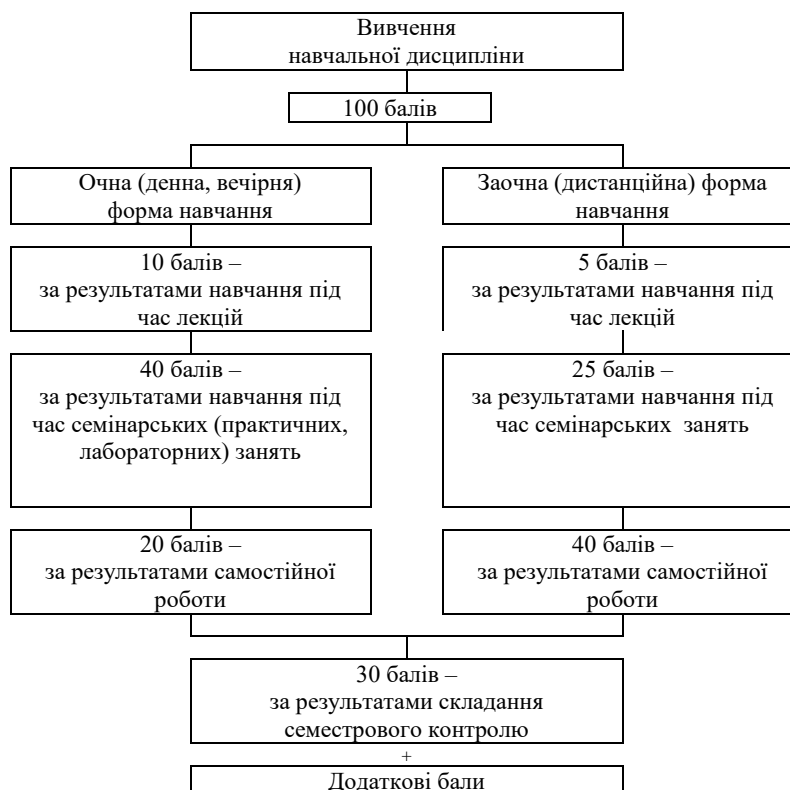 Вивчення
навчальної дисципліни
100 балів
Очна (денна, вечірня)
форма навчання
Заочна (дистанційна) форма
навчання
10 балів –
за результатами навчання під
час лекцій
5 балів –
за результатами навчання під
час лекцій
40 балів –
за результатами навчання під
час семінарських (практичних,
лабораторних) занять
25 балів –
за результатами навчання під
час семінарських занять
20 балів –
за результатами самостійної
роботи
40 балів –
за результатами самостійної
роботи
30 балів –
за результатами складання
семестрового контролю
+
Додаткові бали